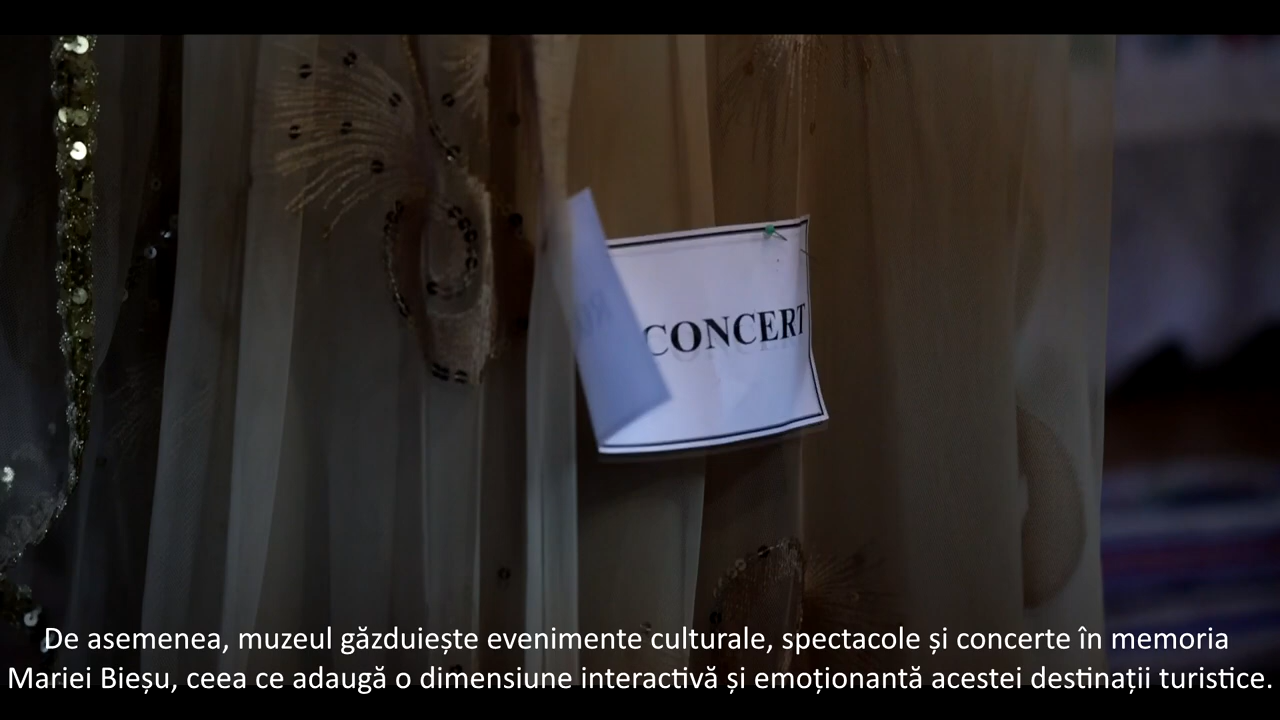 CONCERT
De asemenea, muzeul găzduiește evenimente culturale, spectacole și concerte în memoria
Mariei Bieșu, ceea ce adaugă o dimensiune interactivă și emoționantă acestei destinații turistice.